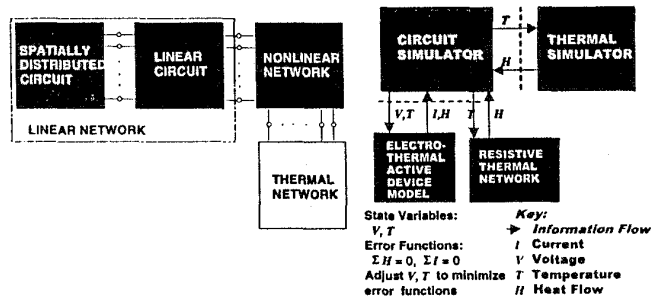 SPATIALLY
DISTRIBUTED
CIRCUIT
LINEAR
CIRCUIT
NONLINEAR
NETWORK
LINEAR NETWORK
THERMAL
NETWORK
CIRCUIT
SIMULATOR
T
H
THERMAL
SIMULATOR
V,T
I,H
T
H
ELECTRO-
THERMAL
ACTIVE
DEVICE
MODEL
RESISTIVE
THERMAL
NETWORK
State Variables:
V, T
Error Functions:
Σ H = 0, Σ I = 0
Adjust V, T to minimize
error functions
Key:
Information Flow
I Current
V Voltage
T Temperature
H Heat Flow